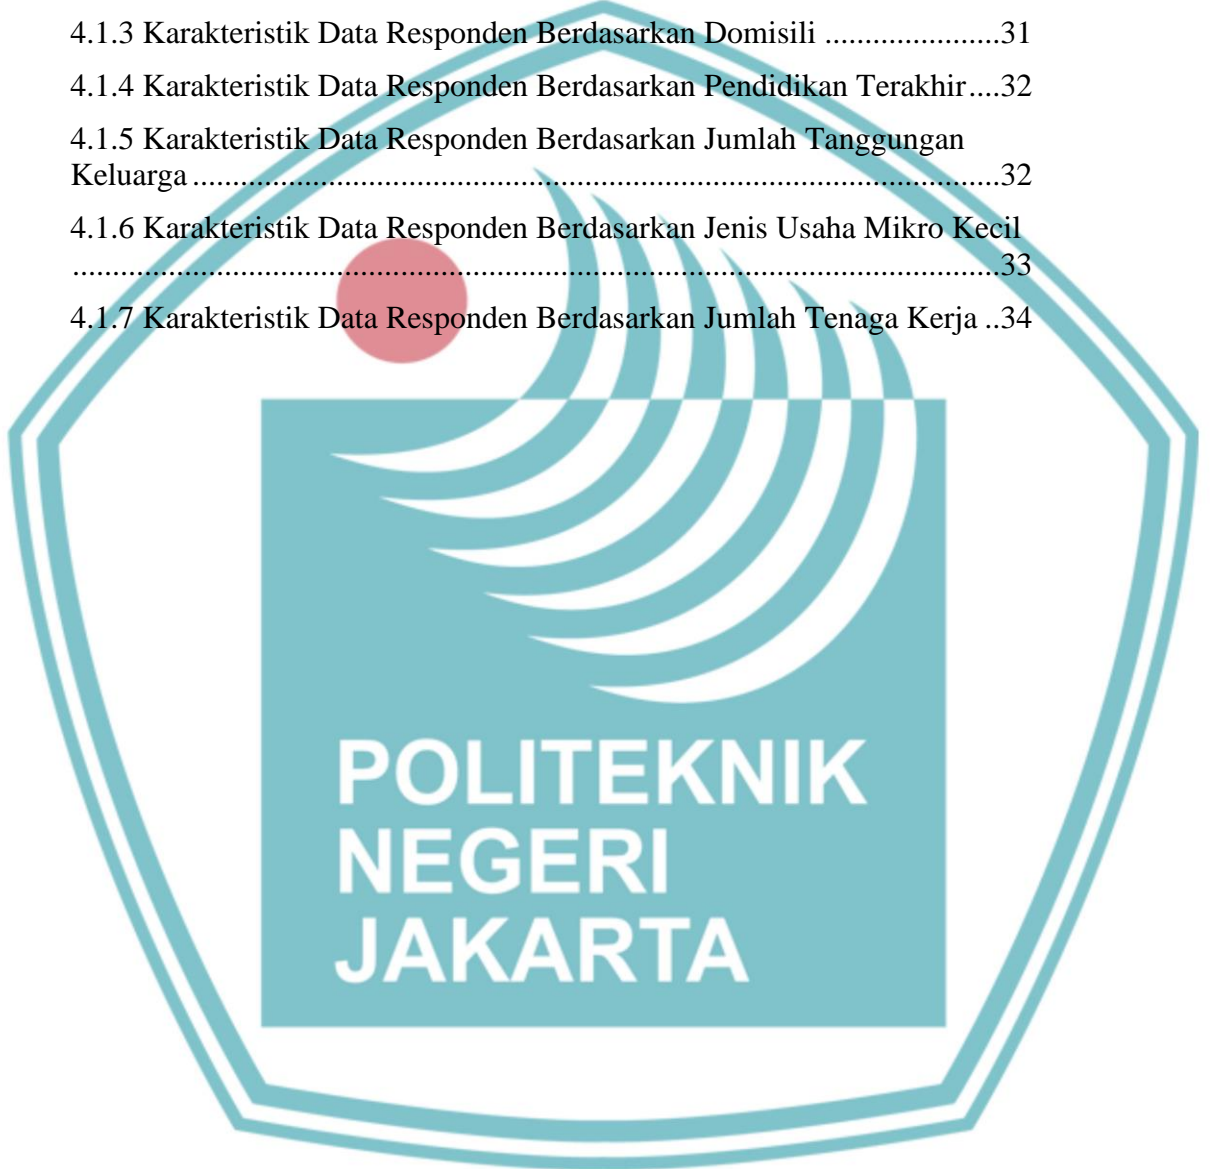 4.1.3 Karakteristik Data Responden Berdasarkan Domisili ......................31
4.1.4 Karakteristik Data Responden Berdasarkan Pendidikan Terakhir....32
4.1.5 Karakteristik Data Responden Berdasarkan Jumlah Tanggungan
Keluarga.....................................................................................................32
4.1.6 Karakteristik Data Responden Berdasarkan Jenis Usaha Mikro Kecil
....................................................................................................................33
4.1.7 Karakteristik Data Responden Berdasarkan Jumlah Tenaga Kerja ..34
POLITEKNIK
NEGERI
JAKARTA